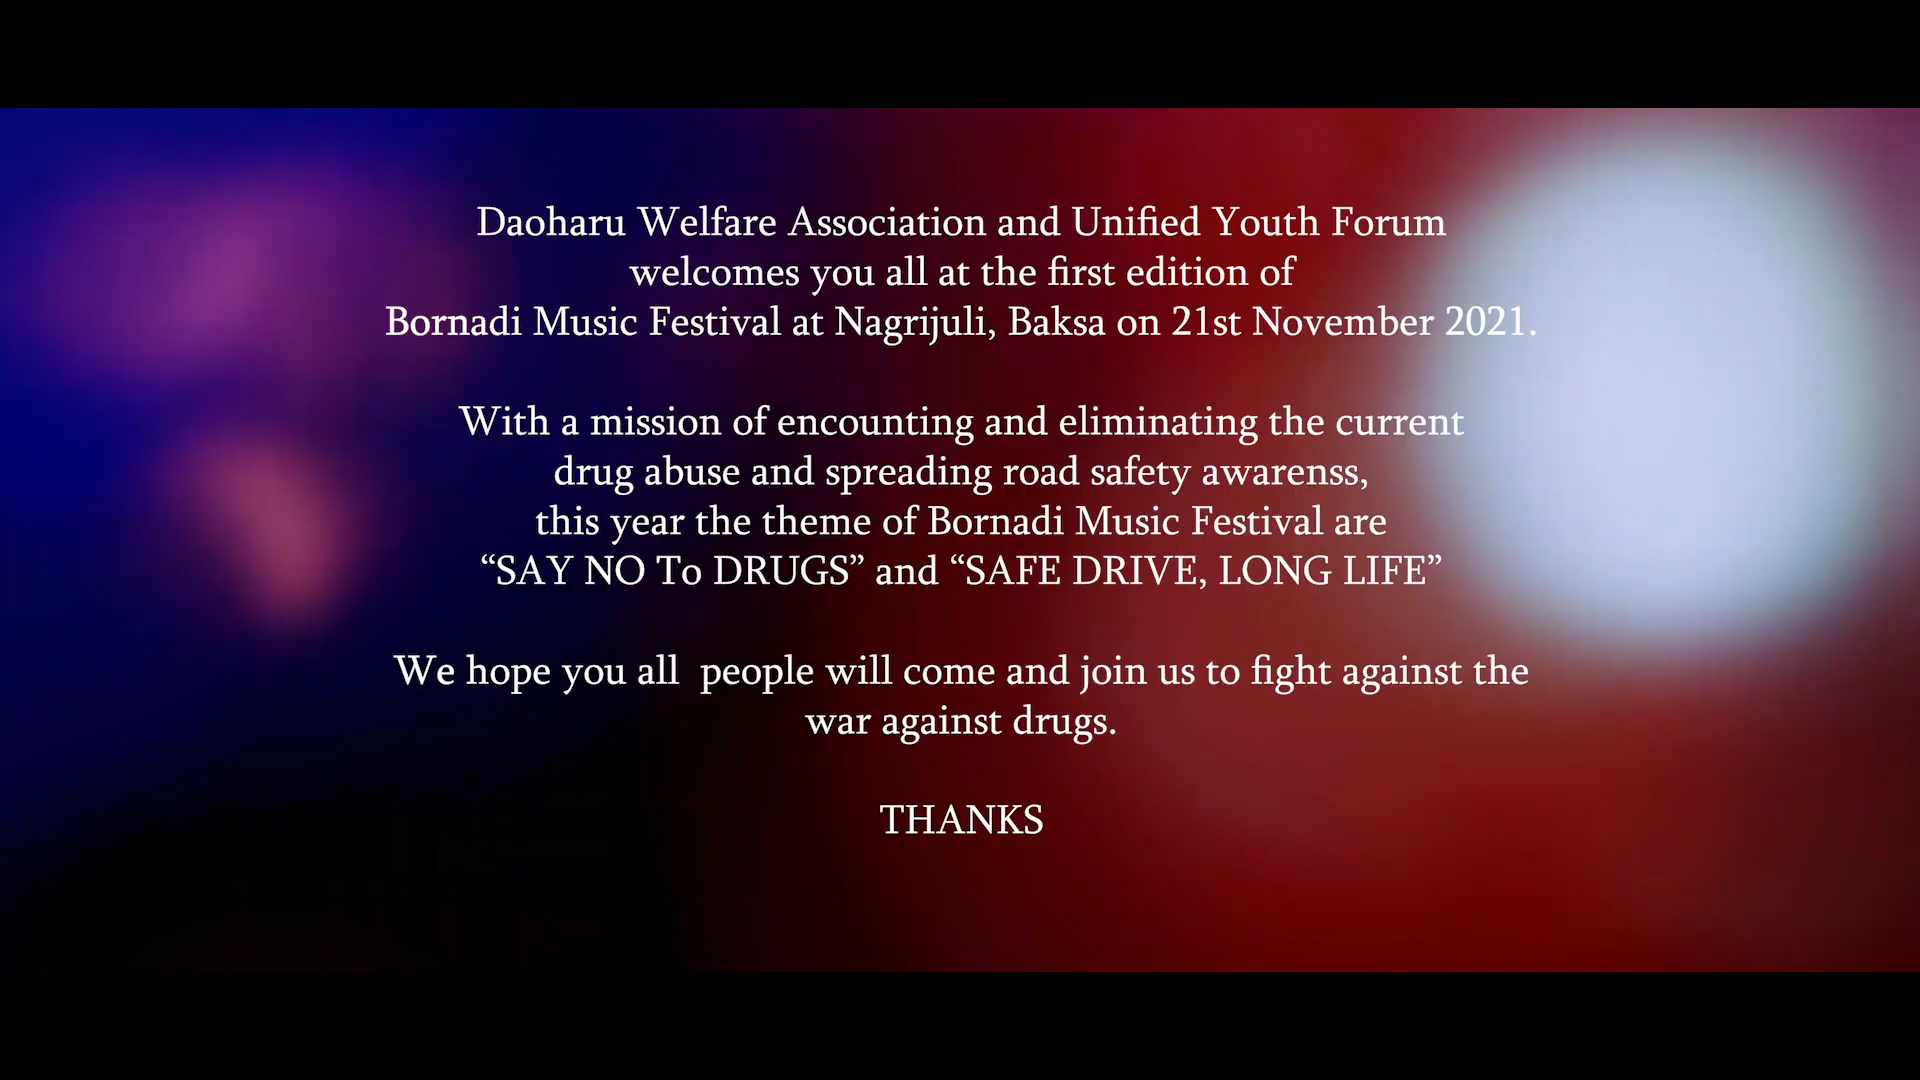 Daoharu Welfare Association and Unified Youth Forum
welcomes you all at the first edition of
Bornadi Music Festival at Nagrijuli, Baksa on 21st November 2021.
With a mission of encounting and eliminating the current
drug abuse and spreading road safety awarenss,
this year the theme of Bornadi Music Festival are
“SAY NO To DRUGS” and “SAFE DRIVE, LONG LIFE”
We hope you all  people will come and join us to fight against the
war against drugs.
THANKS